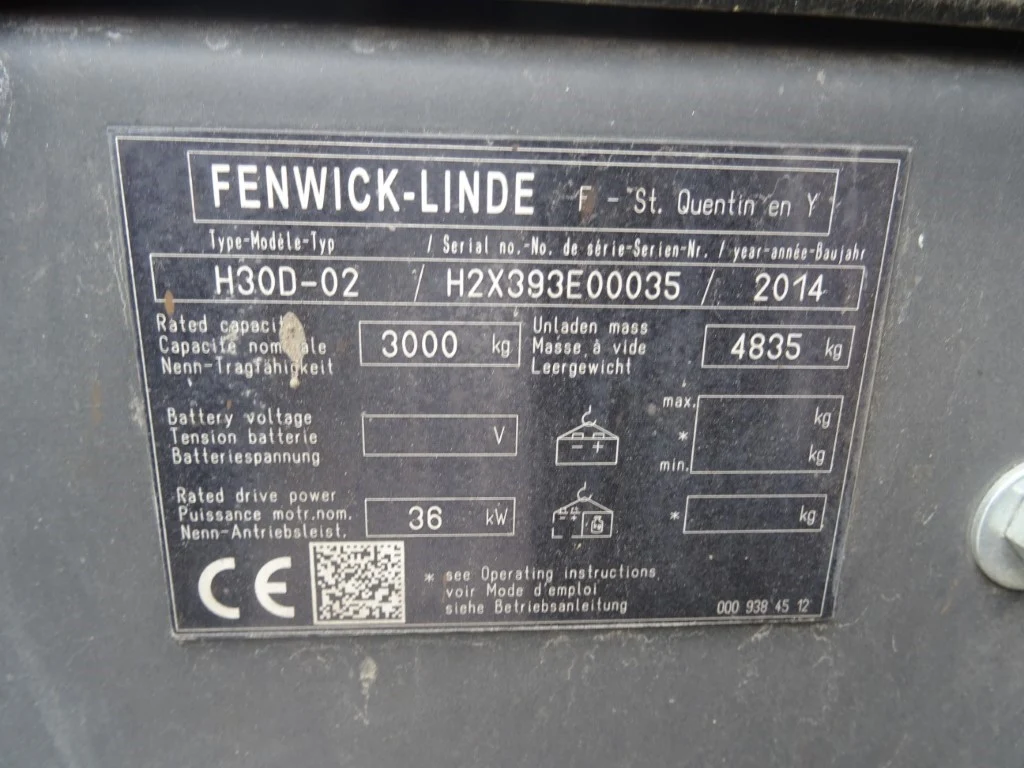 FENWICK-LINDE F - St. Quentin en Y
Type-Modèle-Typ / Serial no.-No. de série-Serien-Nr. / year-année-Baujahr
H30D-02 / H2X393E00035 / 2014
Rated capacity
Capacité nominale
Nenn-Tragfähigkeit
3000 kg
Unladen mass
Masse à vide
Leergewicht
4835 kg
Battery voltage
Tension batterie
Batteriespannung
V
- +
max.
*
min.
kg
kg
Rated drive power
Puissance motr.nom.
Nenn-Antriebsleist.
36 kW
- +
kg
* kg
CE
* see Operating instructions
voir Mode d'emploi
siehe Betriebsanleitung
000 938 45 12